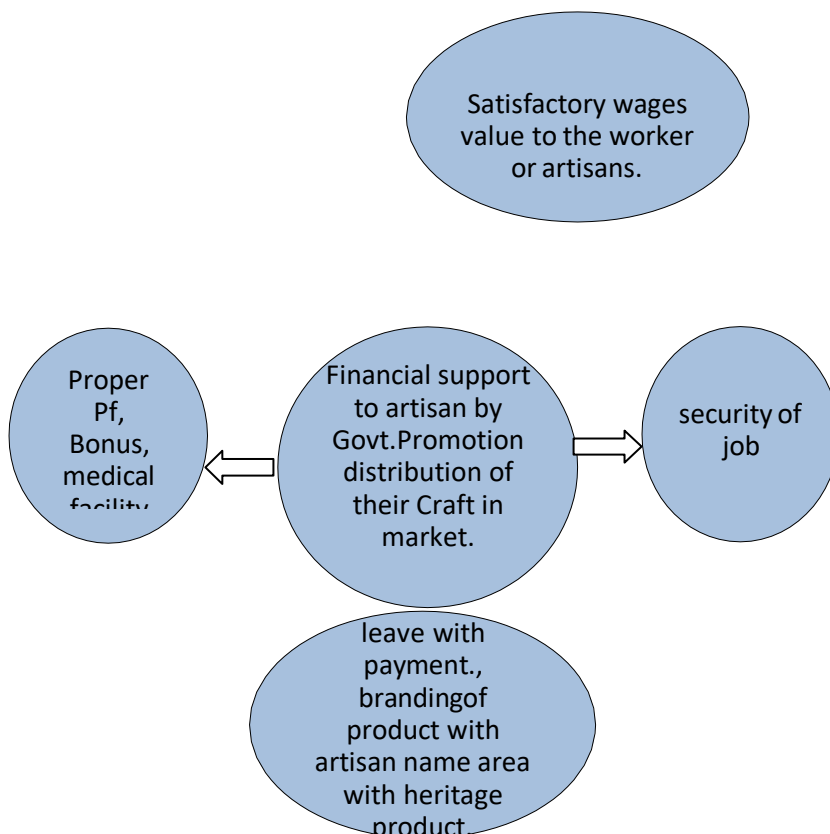 Satisfactory wages
value to the worker
or artisans.
Proper
Pf,
Bonus,
medical
facility
Financial support
to artisan by
Govt.Promotion
distribution of
their Craft in
market.
security of
job
leave with
payment.,
brandingof
product with
artisan name area
with heritage
product.